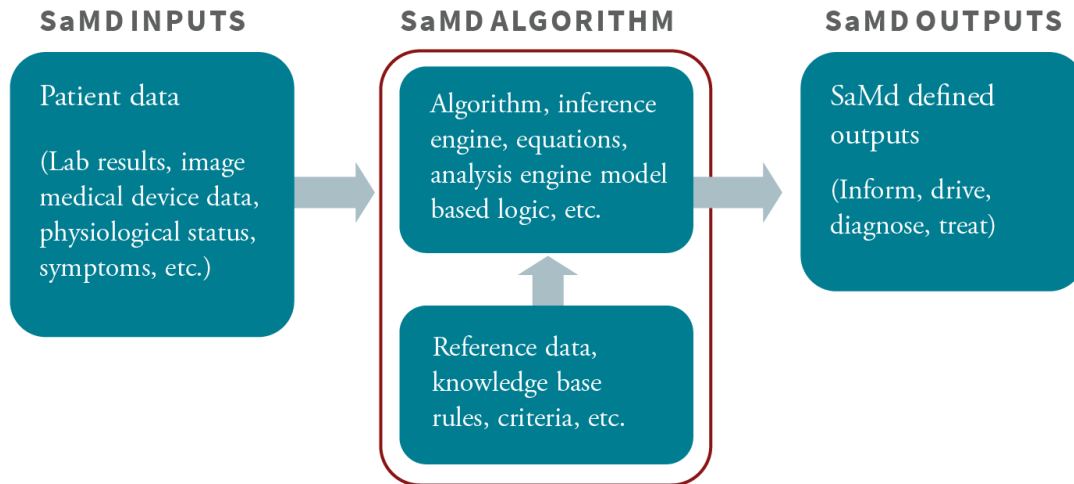 SaMD INPUTS
Patient data
(Lab results, image
medical device data,
physiological status,
symptoms, etc.)
SaMD ALGORITHM
Algorithm, inference
engine, equations,
analysis engine model
based logic, etc.
Reference data,
knowledge base
rules, criteria, etc.
SaMD OUTPUTS
SaMd defined
outputs
(Inform, drive,
diagnose, treat)